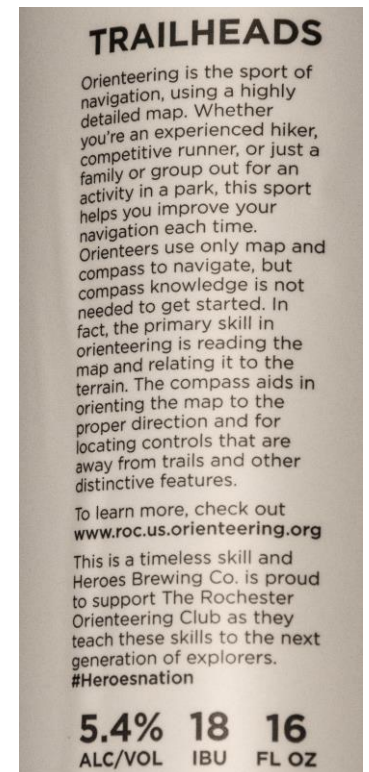 TRAILHEADS
Orienteering is the sport of
navigation, using a highly
detailed map. Whether
you're an experienced hiker,
competitive runner, or just a
family or group out for an
activity in a park, this sport
helps you improve your
navigation each time.
Orienteers use only map and
compass to navigate, but
compass knowledge is not
needed to get started. In
fact, the primary skill in
orienteering is reading the
map and relating it to the
terrain. The compass aids in
orienting the map to the
proper direction and for
locating controls that are
away from trails and other
distinctive features.
To learn more, check out
www.roc.us.orienteering.org
This is a timeless skill and
Heroes Brewing Co. is proud
to support The Rochester
Orienteering Club as they
teach these skills to the next
generation of explorers.
#Heroesnation
5.4% 18 16
ALC/VOL IBU FL OZ